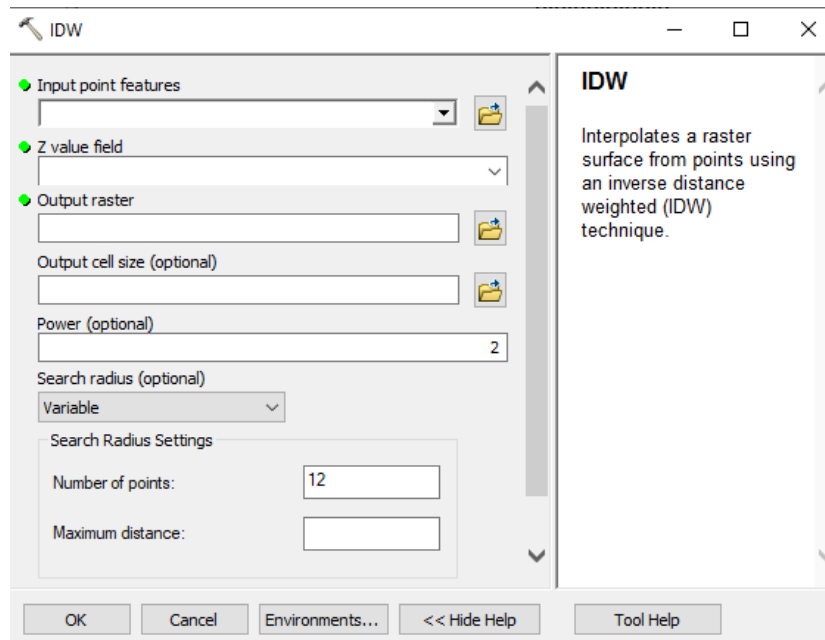 IDW
Input point features
Z value field
Output raster
Output cell size (optional)
Power (optional)
2
Search radius (optional)
Variable
Search Radius Settings
Number of points:
12
Maximum distance:
IDW
Interpolates a raster
surface from points using
an inverse distance
weighted (IDW)
technique.
OK
Cancel
Environments...
<< Hide Help
Tool Help